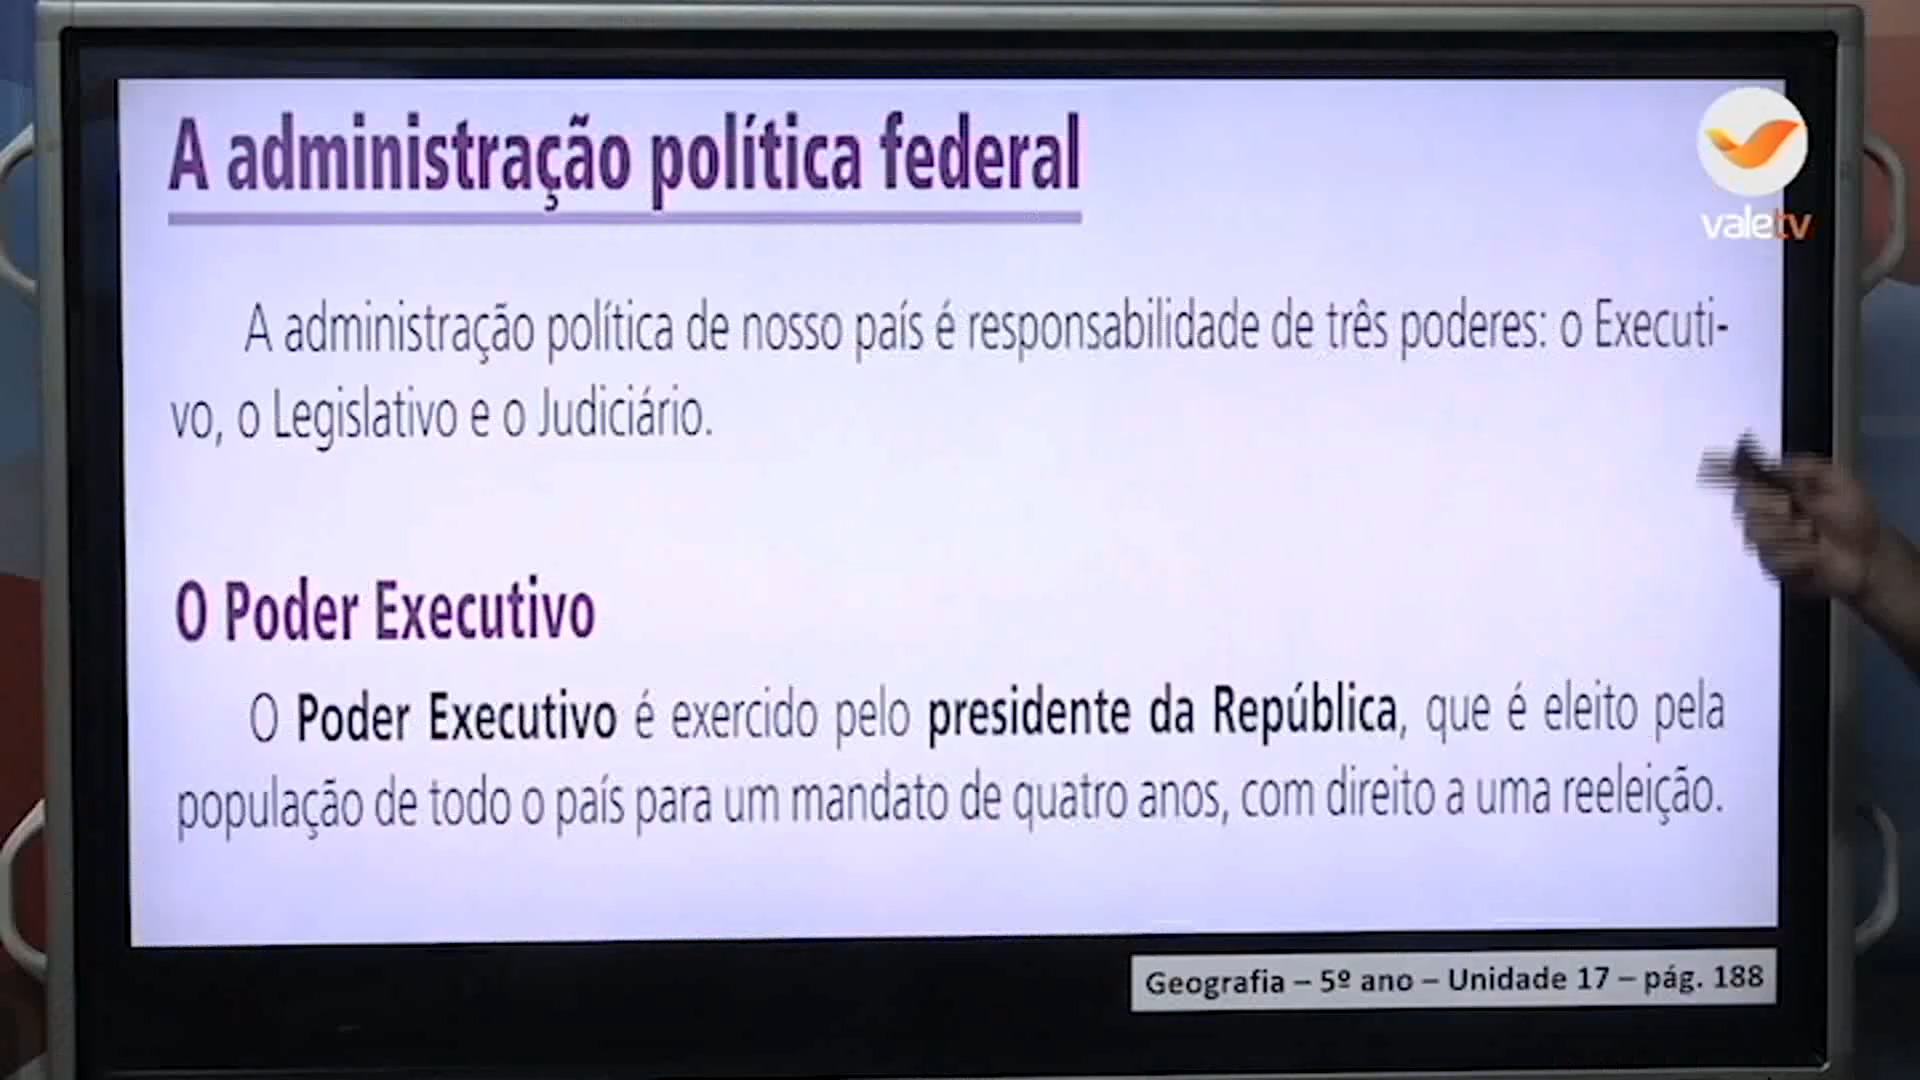 A administração política federal
valetv
A administração política de nosso país é responsabilidade de três poderes: o Executi-
vo, o Legislativo e o Judiciário.
O Poder Executivo
O Poder Executivo é exercido pelo presidente da República, que é eleito pela
população de todo o país para um mandato de quatro anos, com direito a uma reeleição.
Geografia – 5º ano – Unidade 17 – pág. 188